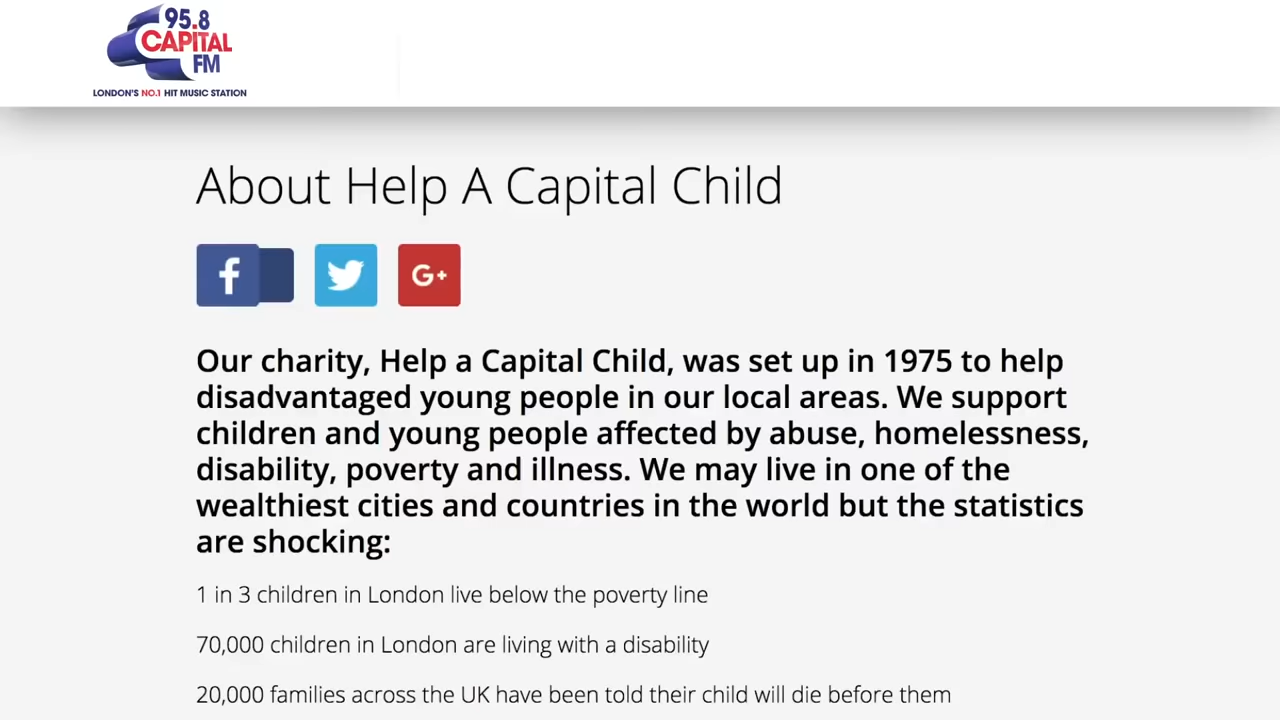 95.8
CAPITAL
FM
LONDON'S NO.1 HIT MUSIC STATION
About Help A Capital Child
f
G+
Our charity, Help a Capital Child, was set up in 1975 to help
disadvantaged young people in our local areas. We support
children and young people affected by abuse, homelessness,
disability, poverty and illness. We may live in one of the
wealthiest cities and countries in the world but the statistics
are shocking:
1 in 3 children in London live below the poverty line
70,000 children in London are living with a disability
20,000 families across the UK have been told their child will die before them